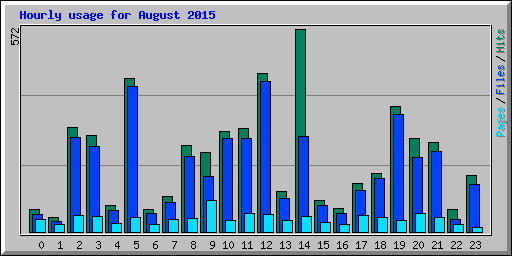 Hourly usage for August 2015
572
Pages/Files/Hits
0 1 2 3 4 5 6 7 8 9 10 11 12 13 14 15 16 17 18 19 20 21 22 23